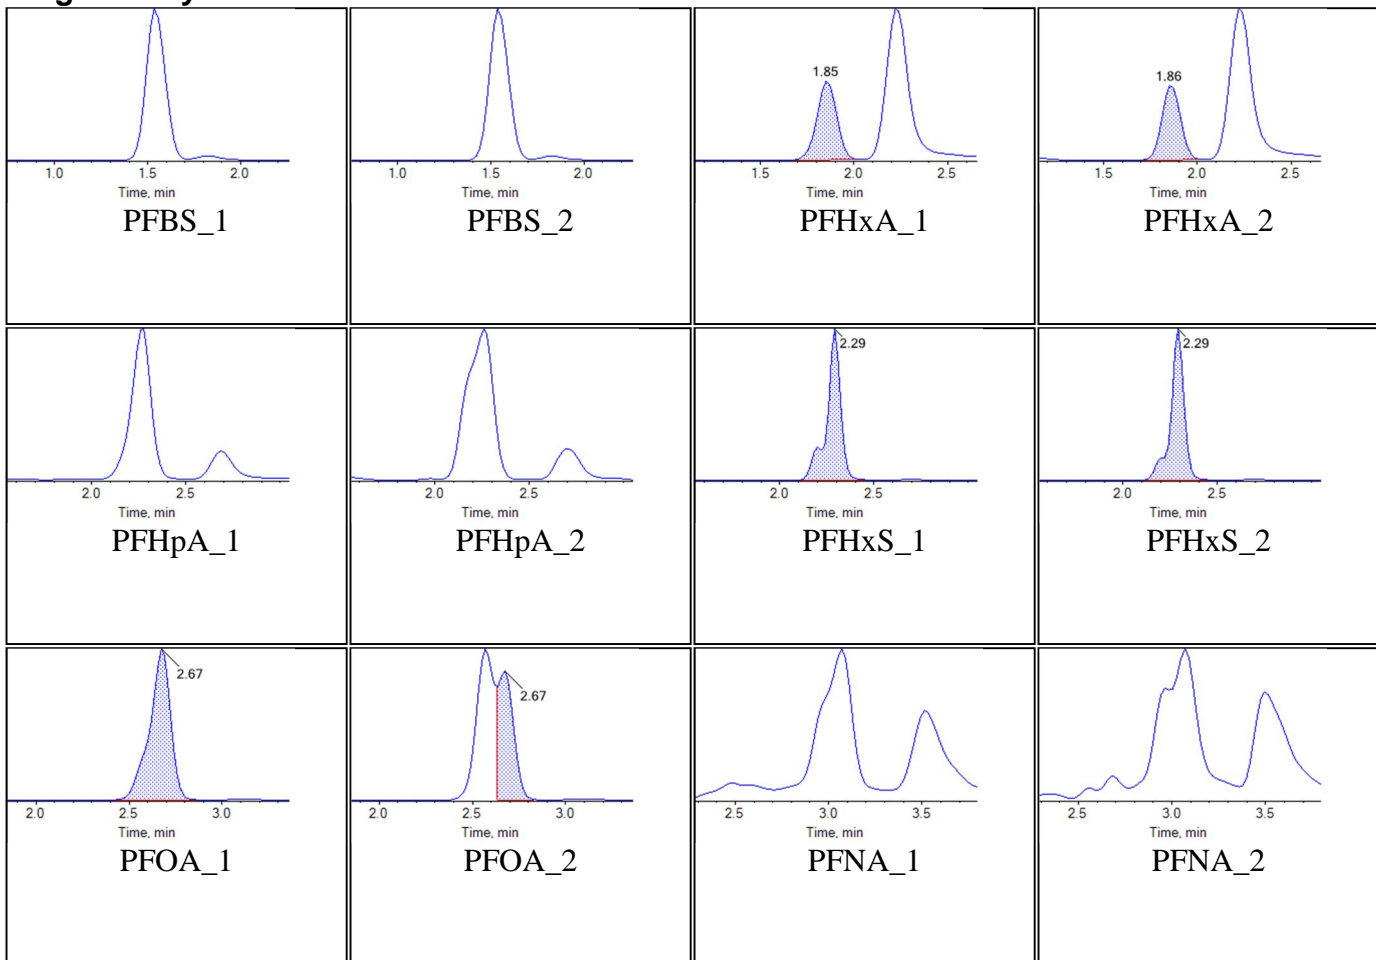 1.0 1.5 2.0
Time, min
PFBS_1
1.0 1.5 2.0
Time, min
PFBS_2
1.85
1.5 2.0 2.5
Time, min
PFHxA_1
1.86
1.5 2.0 2.5
Time, min
PFHxA_2
2.0 2.5
Time, min
PFHpA_1
2.0 2.5
Time, min
PFHpA_2
2.29
2.0 2.5
Time, min
PFHxS_1
2.29
2.0 2.5
Time, min
PFHxS_2
2.67
2.0 2.5 3.0
Time, min
PFOA_1
2.67
2.0 2.5 3.0
Time, min
PFOA_2
2.5 3.0 3.5
Time, min
PFNA_1
2.5 3.0 3.5
Time, min
PFNA_2